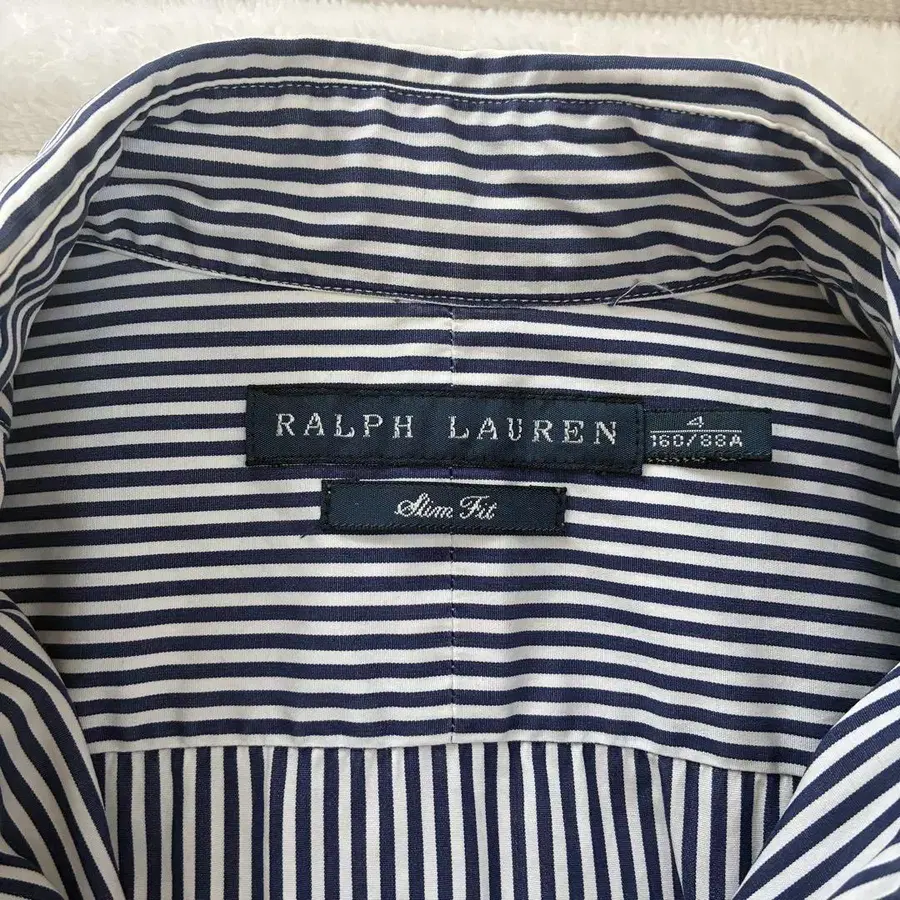 RALPH LAUREN
4
160/88A
Slim Fit